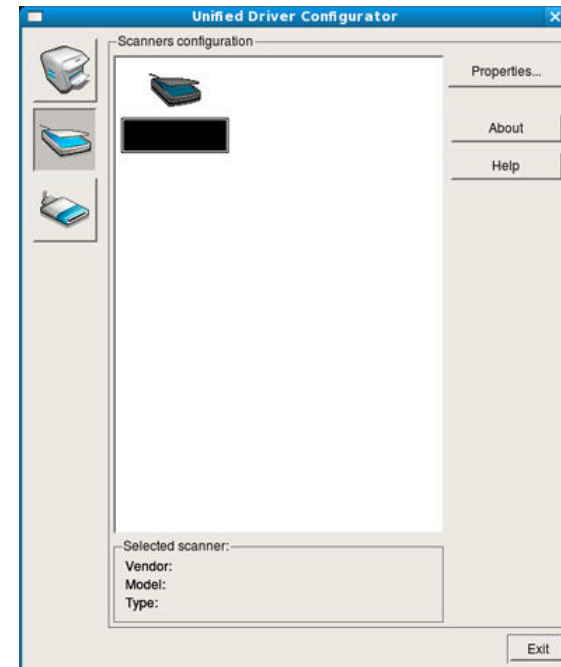 Unified Driver Configurator
Scanners configuration
Properties...
About
Help
Selected scanner:
Vendor:
Model:
Type:
Exit